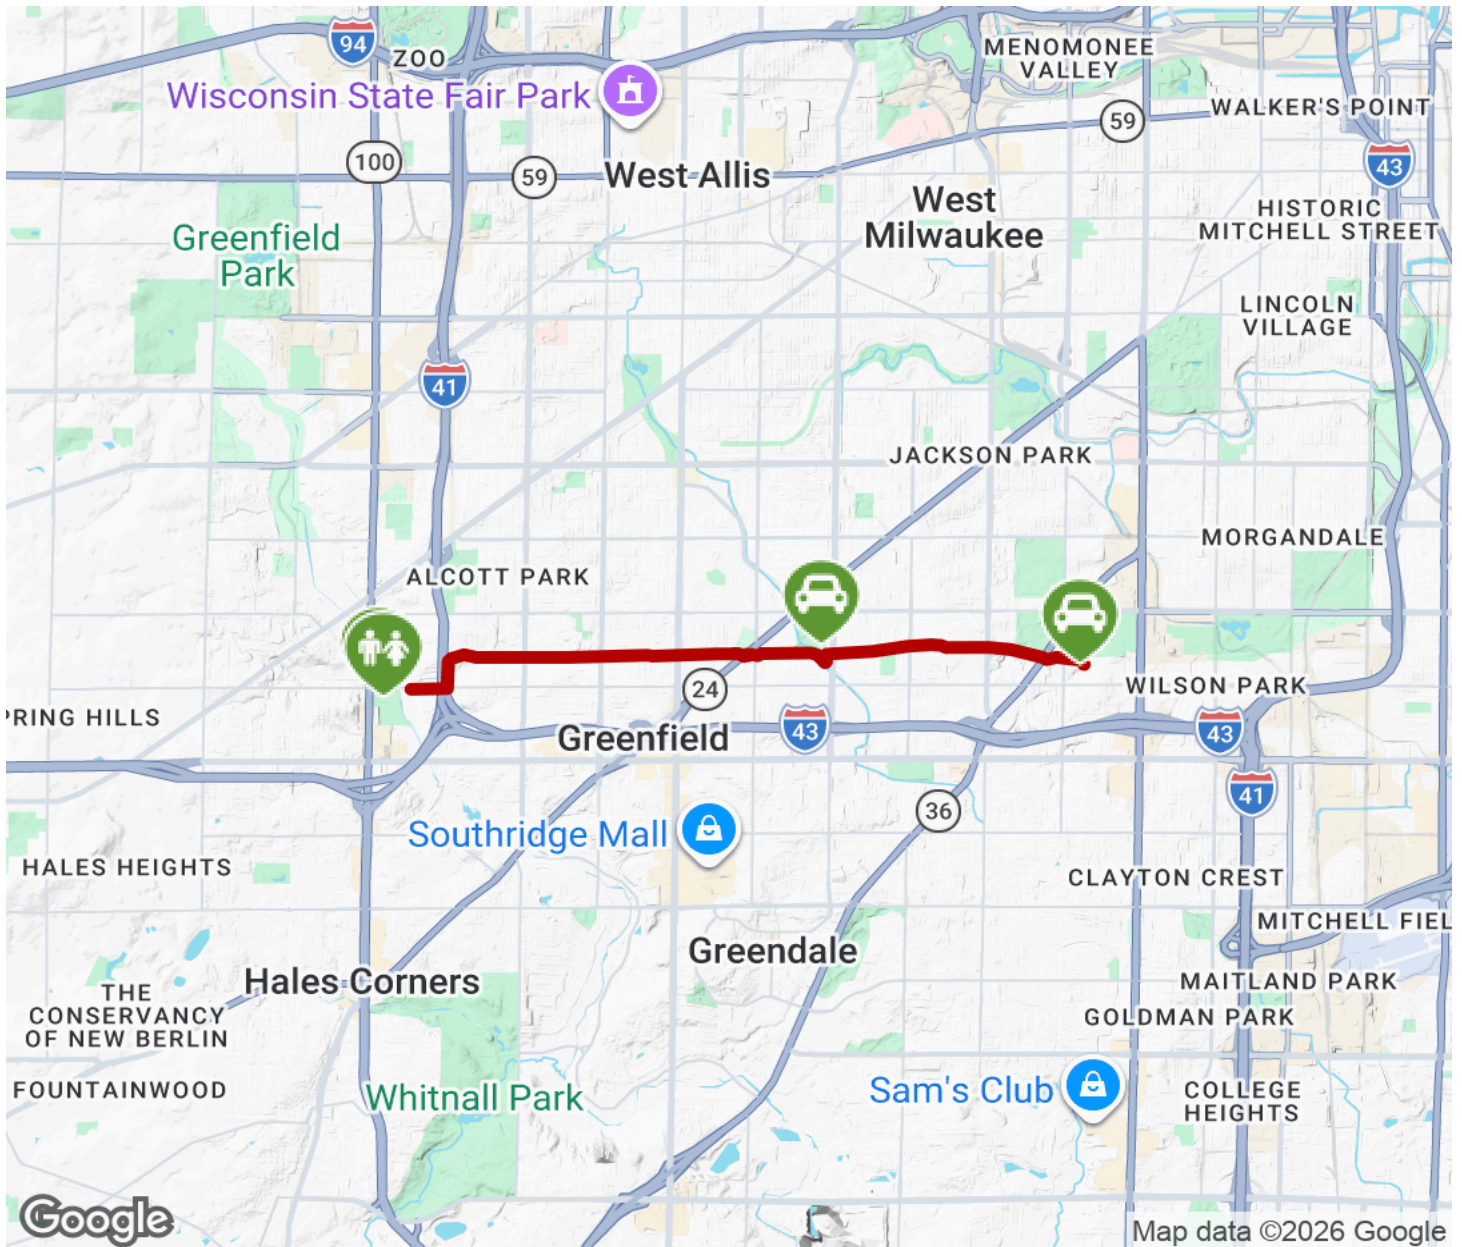 94
ZOO
MENOMONEE
VALLEY
Wisconsin State Fair Park
WALKER'S POINT
59
100
59
West Allis
43
West
Milwaukee
HISTORIC
MITCHELL STREET
Greenfield
Park
LINCOLN
VILLAGE
41
JACKSON PARK
MORGANDALE
ALCOTT PARK
24
WILSON PARK
PRING HILLS
Greenfield
43
43
41
36
Southridge Mall
HALES HEIGHTS
CLAYTON CREST
MITCHELL FIEL
Greendale
Hales Corners
MAITLAND PARK
THE
CONSERVANCY
OF NEW BERLIN
GOLDMAN PARK
FOUNTAINWOOD
Whitnall Park
Sam's Club
COLLEGE
HEIGHTS
Google
Map data ©2026 Google